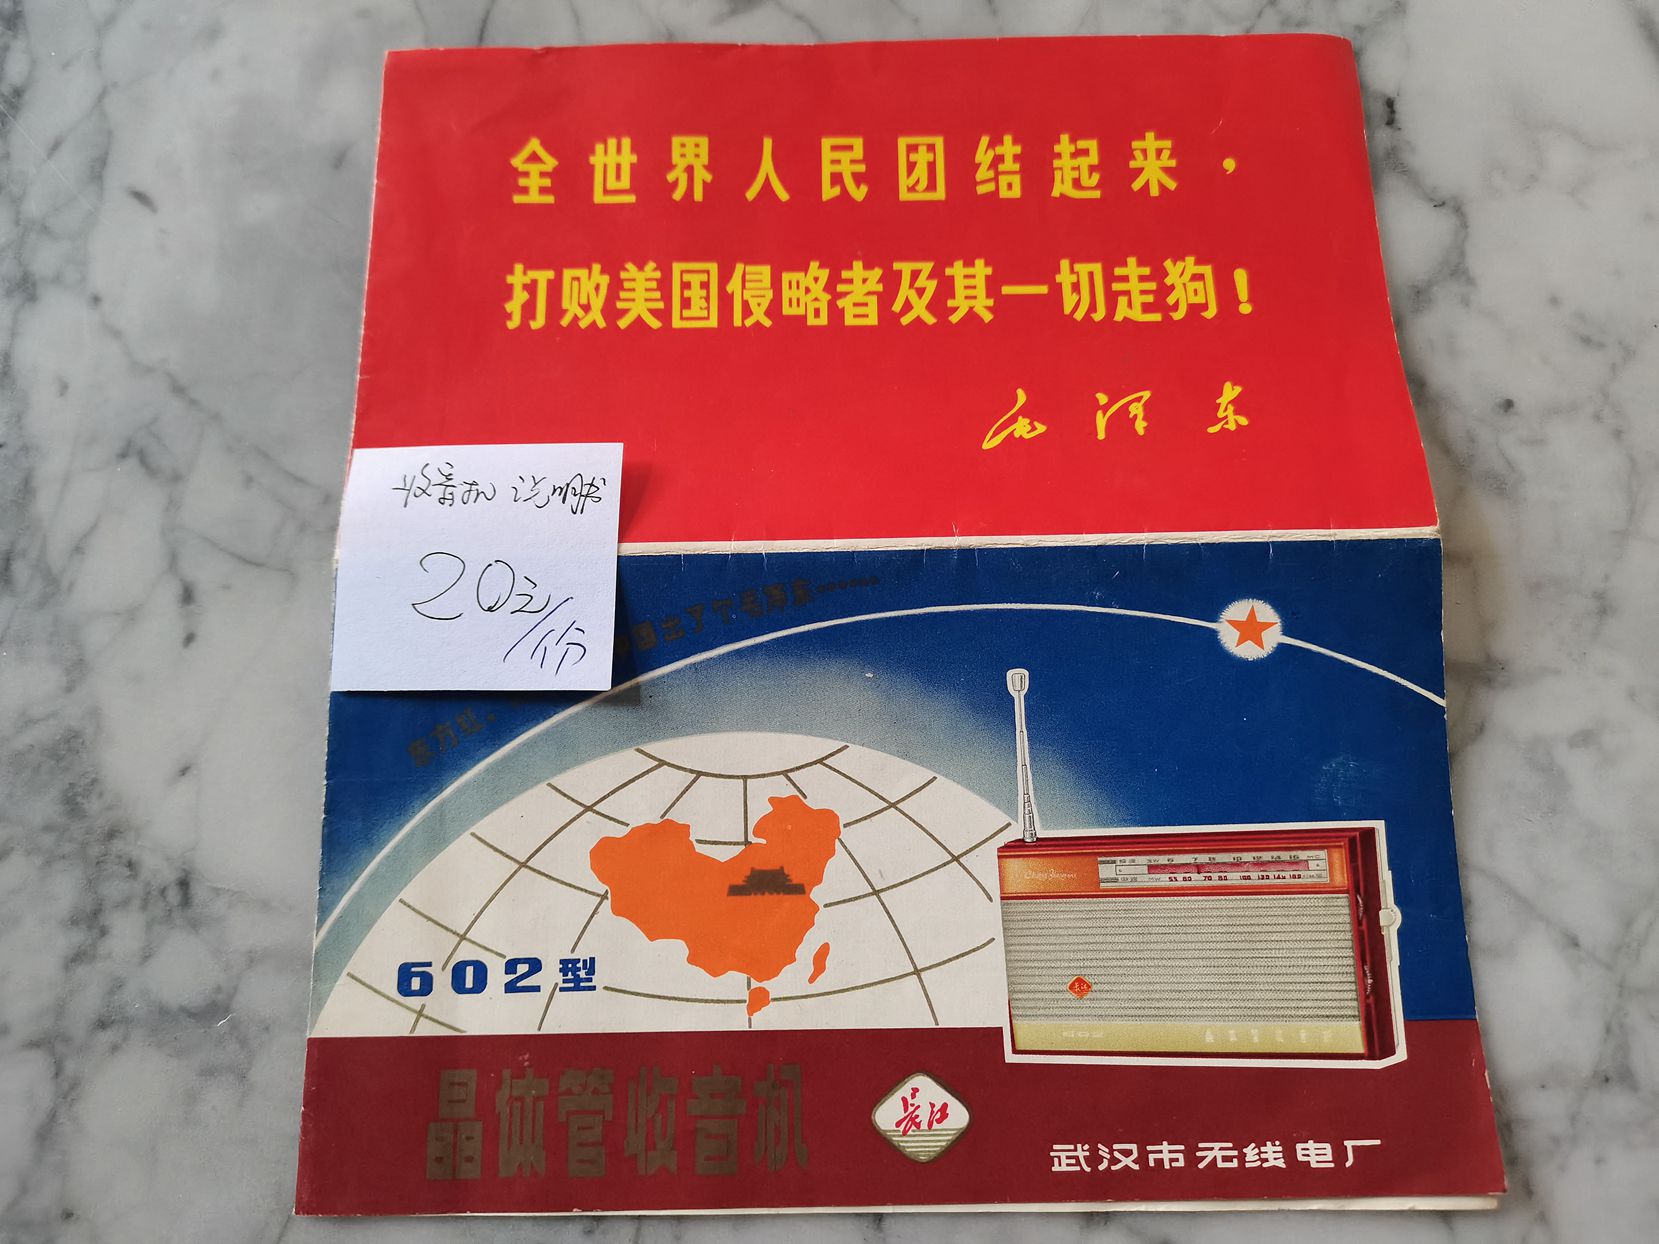 全世界人民团结起来，
打败美国侵略者及其一切走狗！
毛泽东
收音机 说明书
20元/份
东方红，
中国出了个毛泽东……
602型
晶体管收音机
长江
武汉市无线电厂